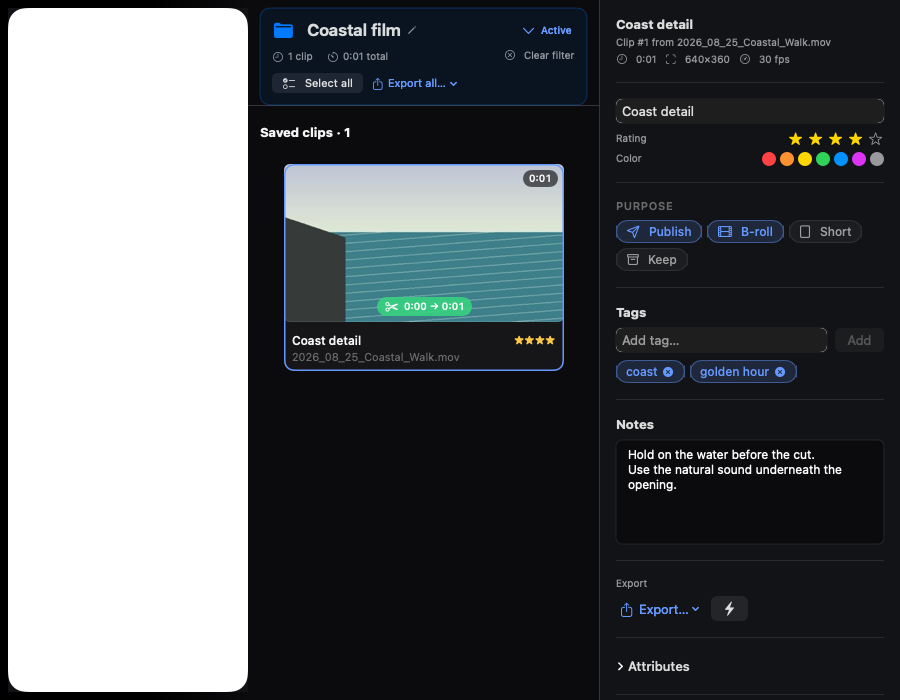 Coastal film
Active
1 clip
0:01 total
Clear filter
Select all
Export all...
Saved clips · 1
0:01
0:00 → 0:01
Coast detail
2026_08_25_Coastal_Walk.mov
Coast detail
Clip #1 from 2026_08_25_Coastal_Walk.mov
0:01
640×360
30 fps
Coast detail
Rating
Color
PURPOSE
Publish
B-roll
Short
Keep
Tags
Add tag...
Add
coast
golden hour
Notes
Hold on the water before the cut.
Use the natural sound underneath the
opening.
Export
Export...
Attributes